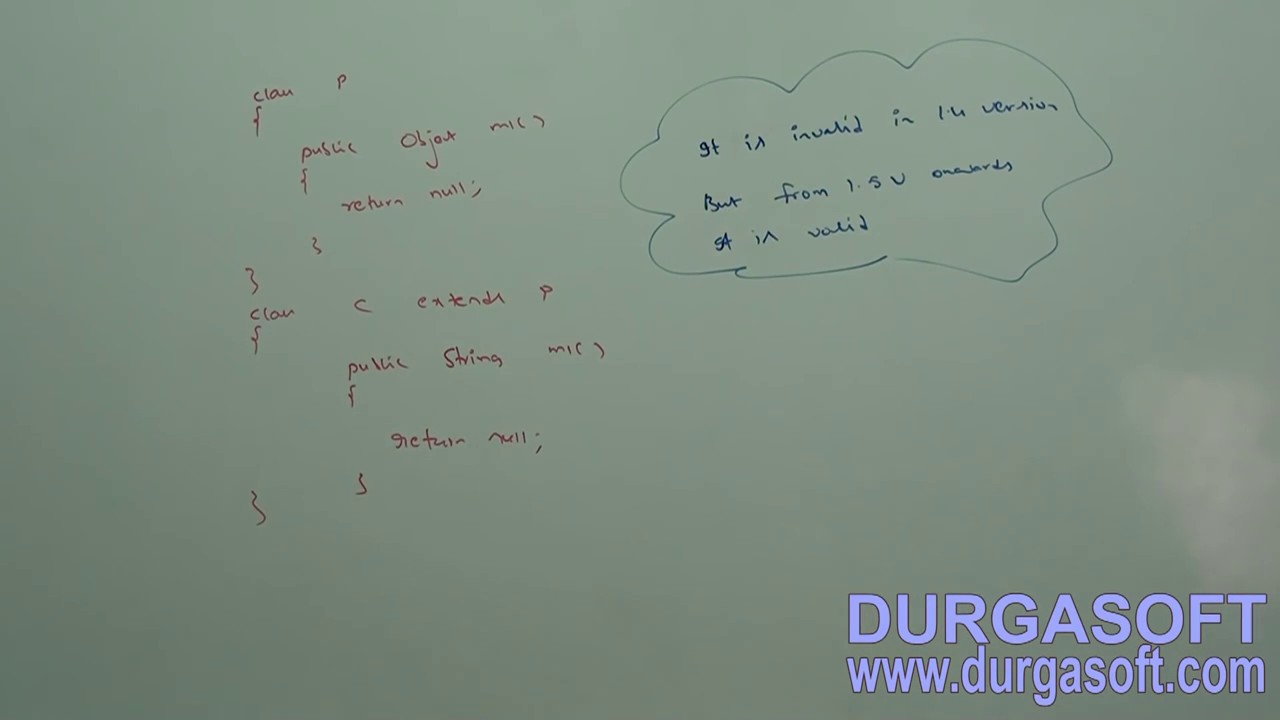 class P
{
public Object m1()
{
return null;
}
}
class C extends P
{
public String m1()
{
return null;
}
}
It is invalid in 1.4 version
But from 1.5 V onwards
It is valid
DURGASOFT
www.durgasoft.com